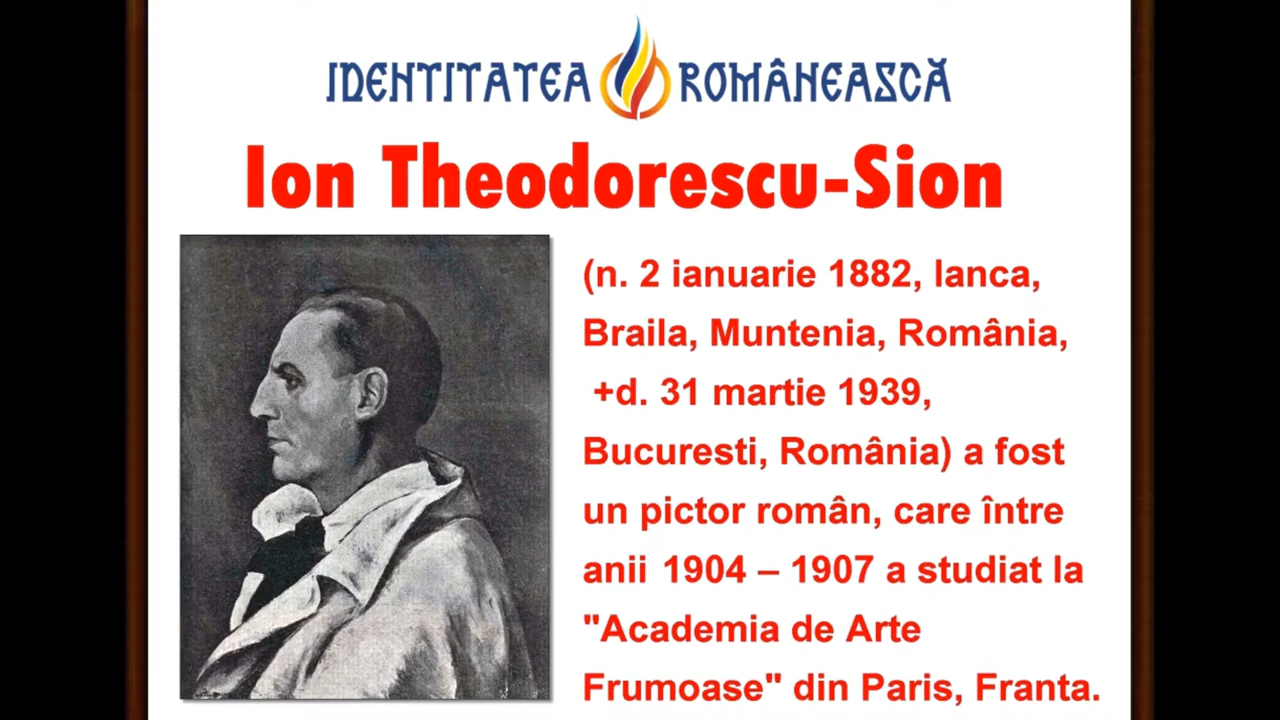 IDENTITATEA ROMÂNEASCĂ
Ion Theodorescu-Sion
(n. 2 ianuarie 1882, Ianca,
Braila, Muntenia, România,
+d. 31 martie 1939,
Bucuresti, România) a fost
un pictor român, care între
anii 1904 – 1907 a studiat la
"Academia de Arte
Frumoase" din Paris, Franta.